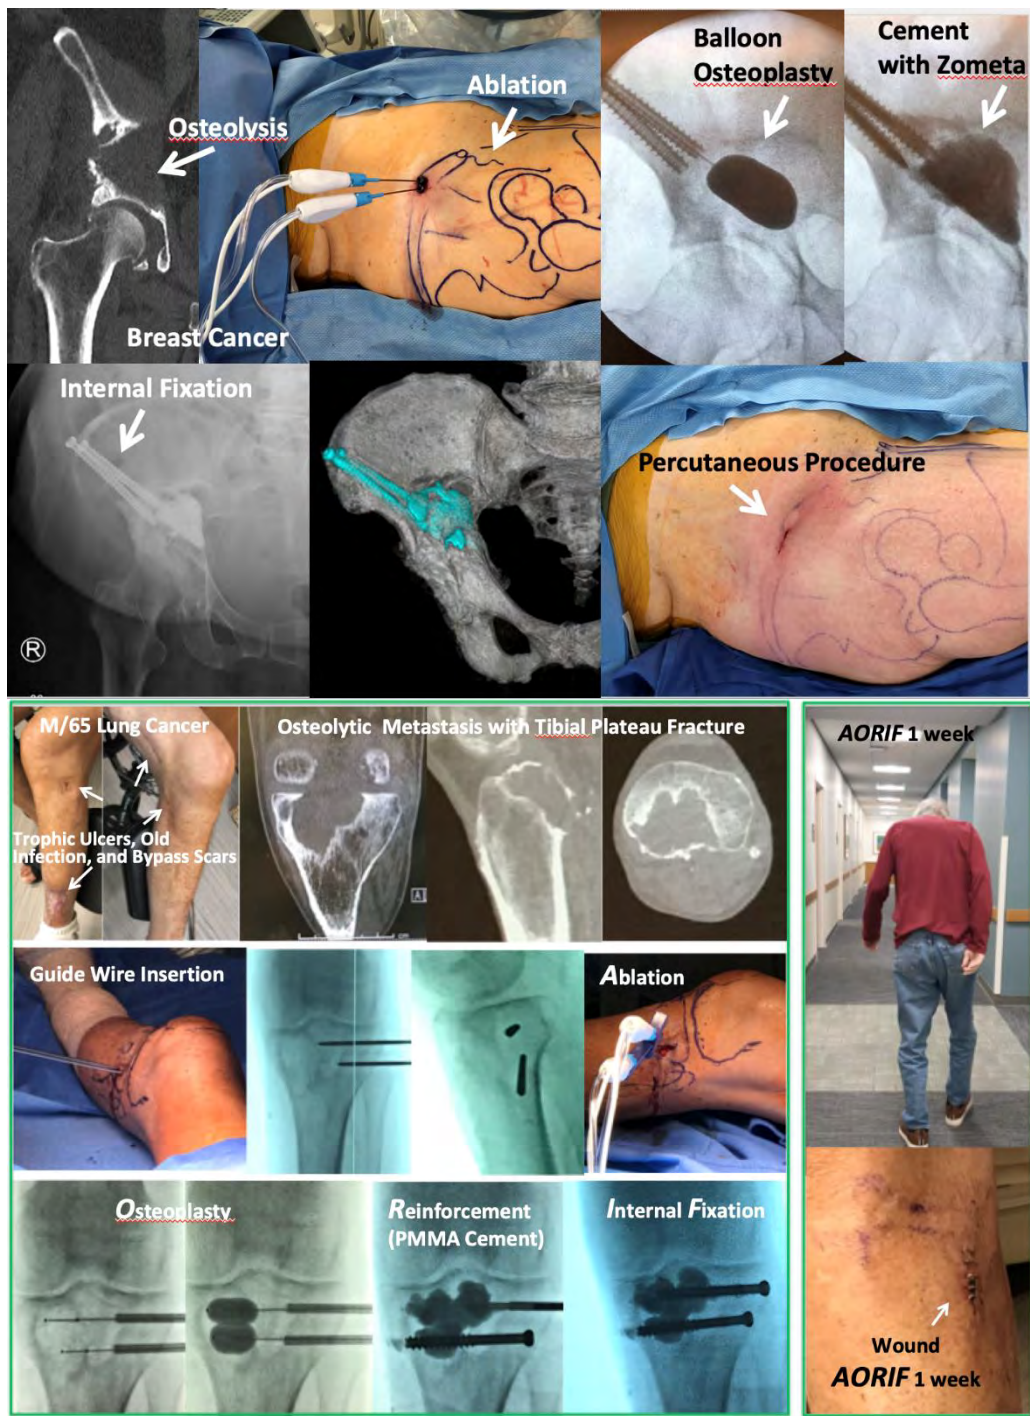 Osteolysis
Ablation
Balloon
Osteoplasty
Cement
with Zometa
Breast Cancer
Internal Fixation
Percutaneous Procedure
R
M/65 Lung Cancer
Osteolytic Metastasis with Tibial Plateau Fracture
Trophic Ulcers, Old
Infection, and Bypass Scars
A
AORIF 1 week
Guide Wire Insertion
Ablation
Osteoplasty
Reinforcement
(PMMA Cement)
Internal Fixation
Wound
AORIF 1 week